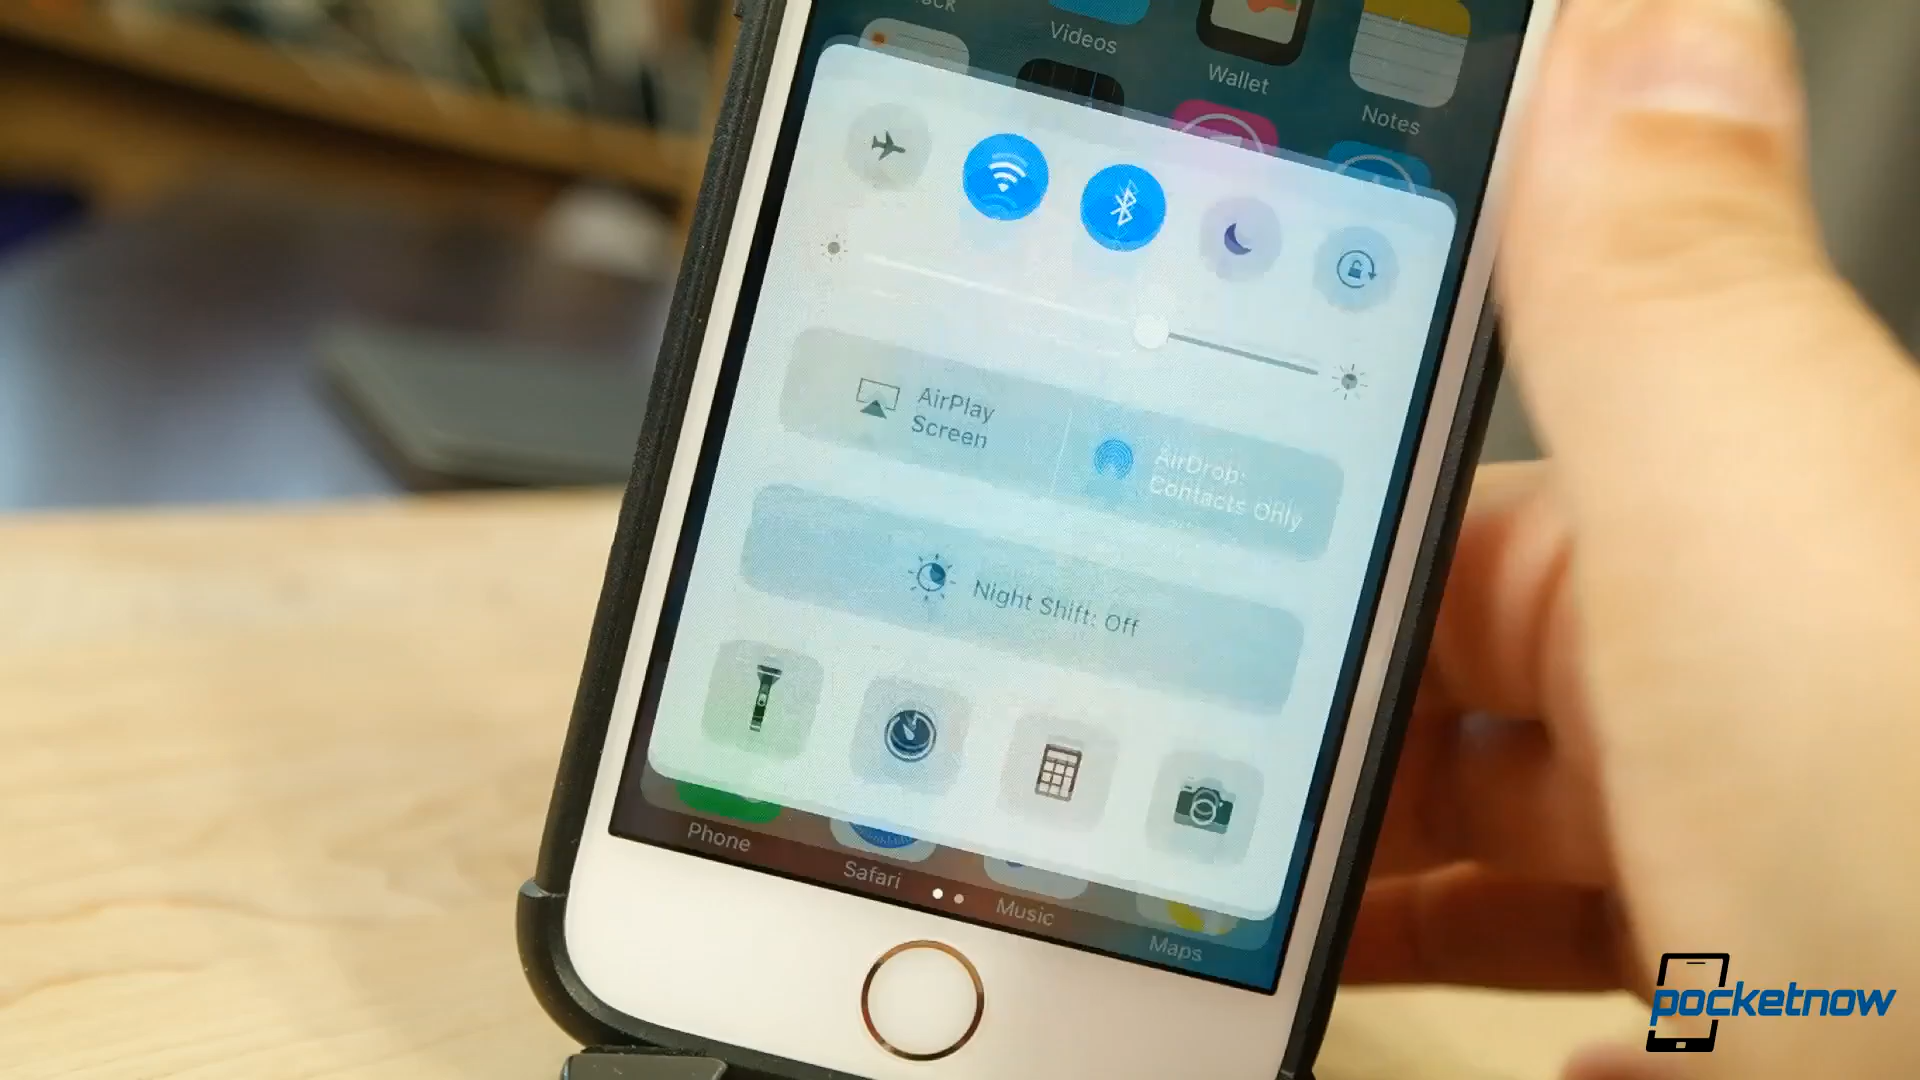 Videos
Wallet
Notes
AirPlay
Screen
AirDrop:
Contacts Only
Night Shift: Off
Phone
Safari
Music
Maps
pocketnow